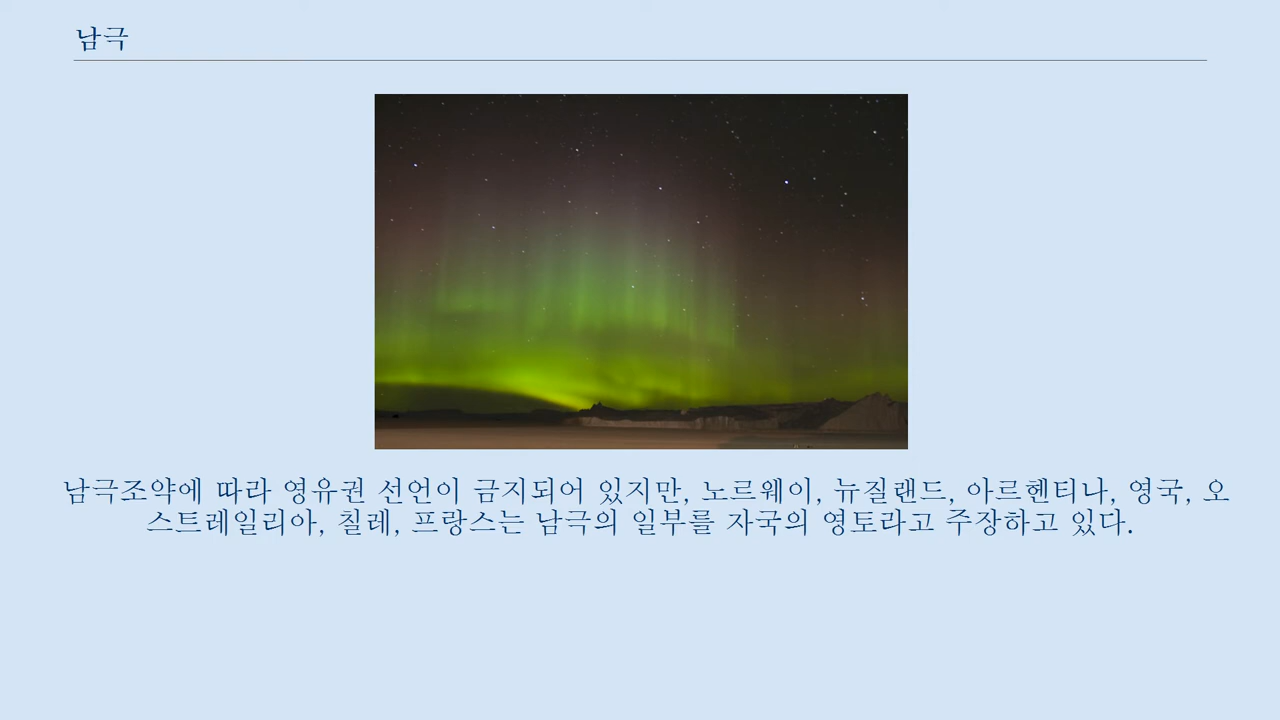 남극
남극조약에 따라 영유권 선언이 금지되어 있지만, 노르웨이, 뉴질랜드, 아르헨티나, 영국, 오
스트레일리아, 칠레, 프랑스는 남극의 일부를 자국의 영토라고 주장하고 있다.